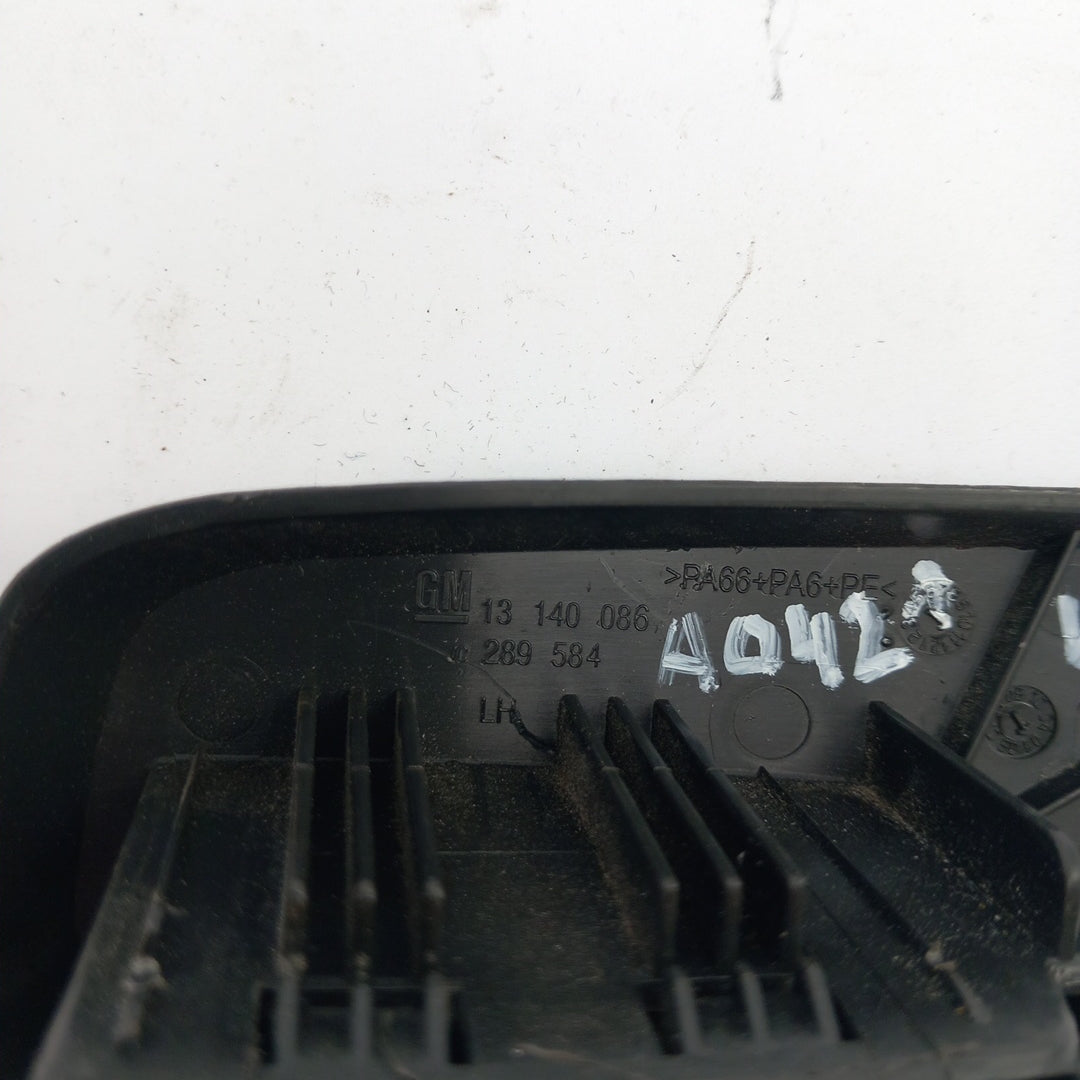 GM 13 140 086 >PA66+PA6+PE<
289 584 A042
LH